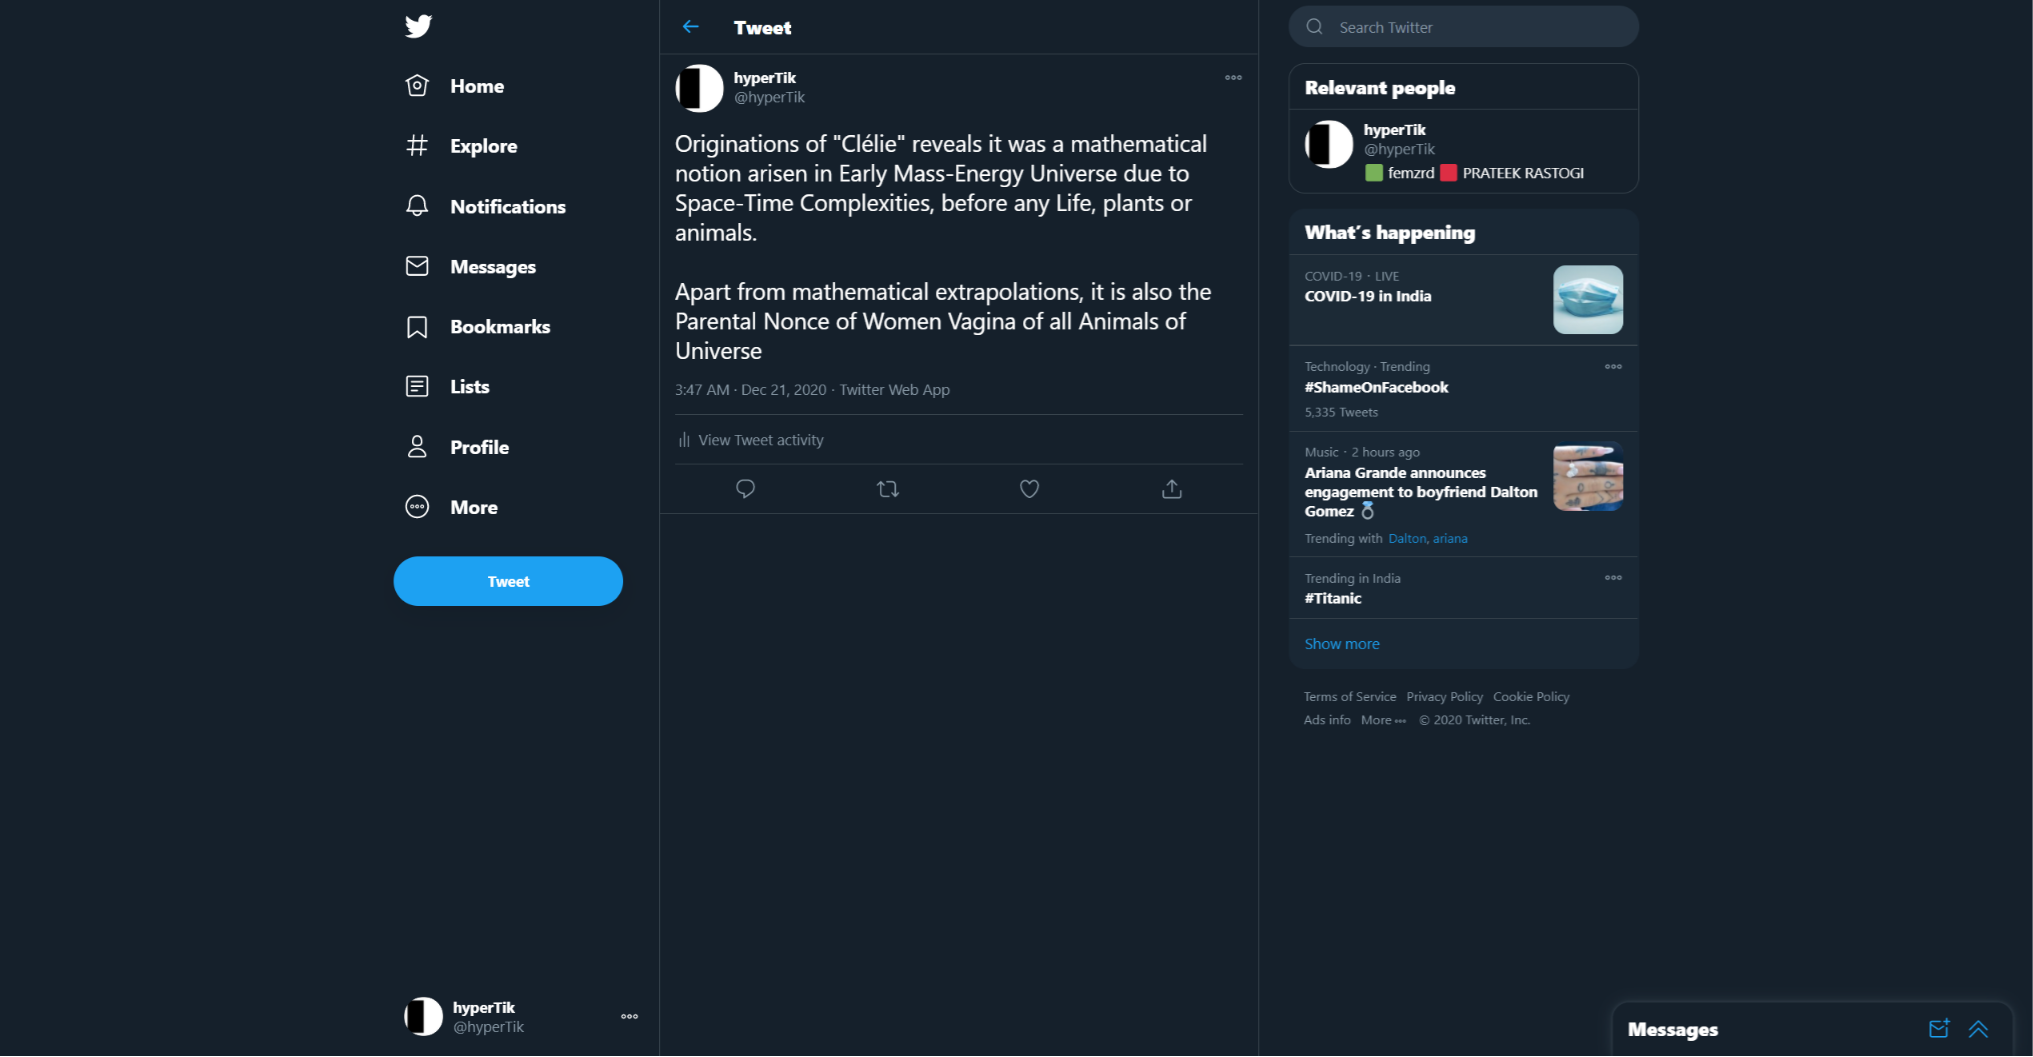 Home
Explore
Notifications
Messages
Bookmarks
Lists
Profile
More
Tweet
hyperTik
@hyperTik
Tweet
hyperTik
@hyperTik
Originations of "Clélie" reveals it was a mathematical
notion arisen in Early Mass-Energy Universe due to
Space-Time Complexities, before any Life, plants or
animals.
Apart from mathematical extrapolations, it is also the
Parental Nonce of Women Vagina of all Animals of
Universe
3:47 AM · Dec 21, 2020 · Twitter Web App
View Tweet activity
Search Twitter
Relevant people
hyperTik
@hyperTik
femzrd PRATEEK RASTOGI
What's happening
COVID-19 · LIVE
COVID-19 in India
Technology · Trending
#ShameOnFacebook
5,335 Tweets
Music · 2 hours ago
Ariana Grande announces
engagement to boyfriend Dalton
Gomez
Trending with Dalton, ariana
Trending in India
#Titanic
Show more
Terms of Service Privacy Policy Cookie Policy
Ads info More © 2020 Twitter, Inc.
Messages